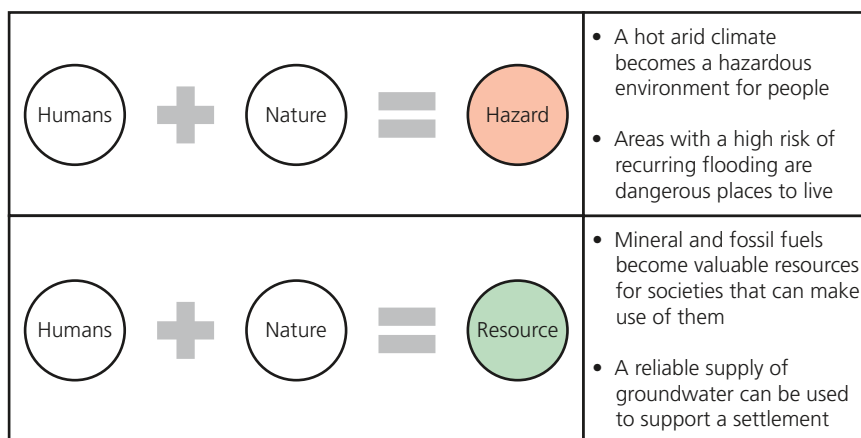 Humans
Nature
Hazard
• A hot arid climate
becomes a hazardous
environment for people
• Areas with a high risk of
recurring flooding are
dangerous places to live
Humans
Nature
Resource
• Mineral and fossil fuels
become valuable resources
for societies that can make
use of them
• A reliable supply of
groundwater can be used
to support a settlement